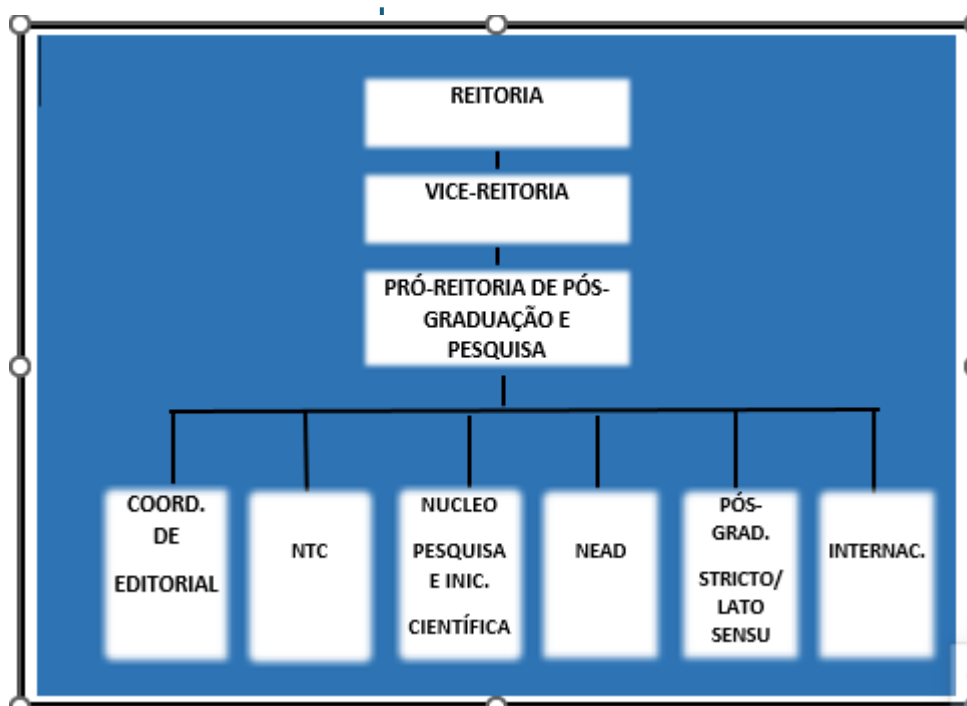 REITORIA
VICE-REITORIA
PRÓ-REITORIA DE PÓS-
GRADUAÇÃO E
PESQUISA
COORD.
DE
EDITORIAL
NTC
NUCLEO
PESQUISA
E INIC.
CIENTÍFICA
NEAD
PÓS-
GRAD.
STRICTO/
LATO
SENSU
INTERNAC.